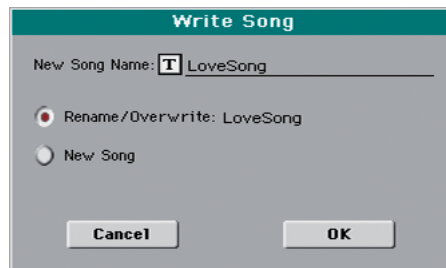 Write Song
New Song Name: T LoveSong
Rename/Overwrite: LoveSong
New Song
Cancel OK